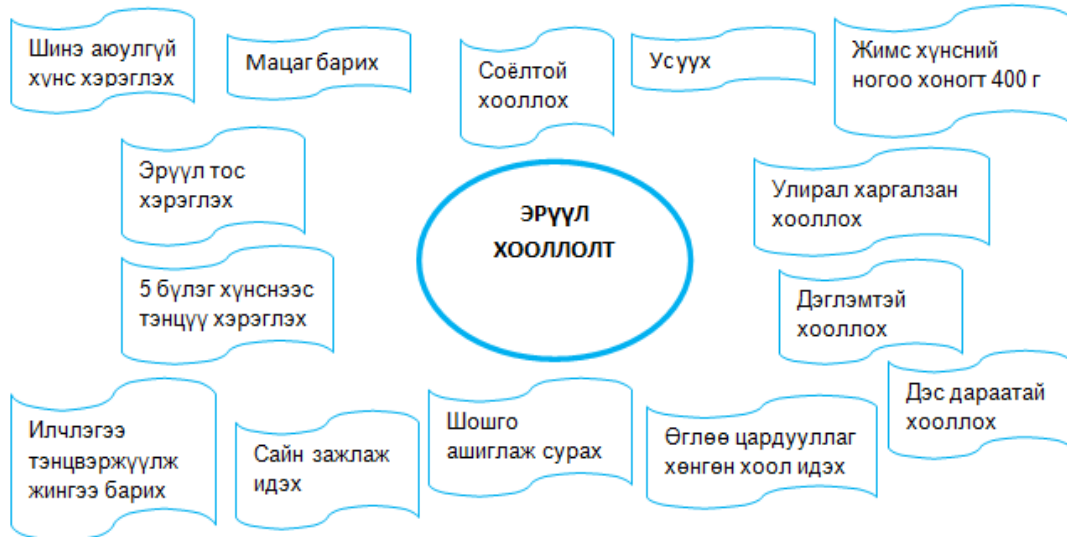 Шинэ аюулгүй
хүнс хэрэглэх
Мацаг барих
Соёлтой
хооллох
Ус уух
Жимс хүнсний
ногоо хоногт 400 г
Эрүүл тос
хэрэглэх
ЭРҮҮЛ
ХООЛЛОЛТ
Улирал харгалзан
хооллох
5 бүлэг хүнснээс
тэнцүү хэрэглэх
Дэглэмтэй
хооллох
Дэс дараатай
хооллох
Илчлэгээ
тэнцвэржүүлж
жингээ барих
Сайн зажлаж
идэх
Шошго
ашиглаж сурах
Өглөө цардууллаг
хөнгөн хоол идэх